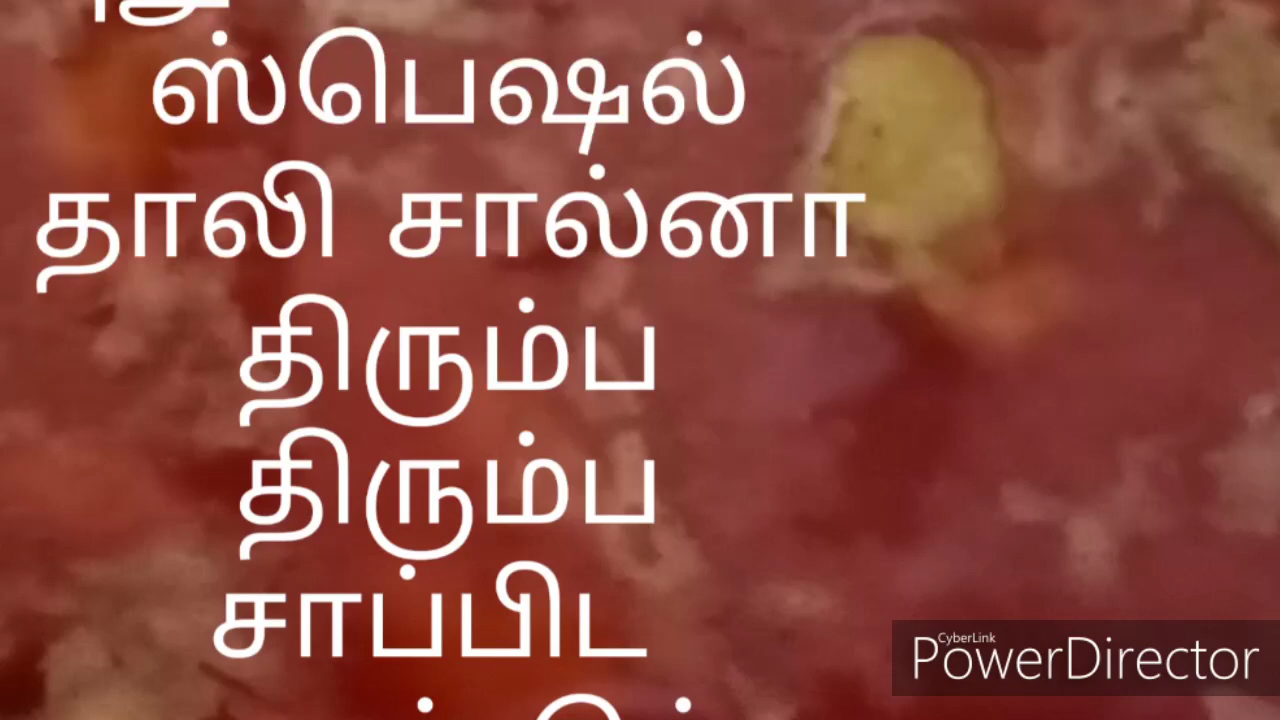 ஸ்பெஷல்
தாலி சால்னா
திரும்ப
திரும்ப
சாப்பிட
CyberLink
PowerDirector